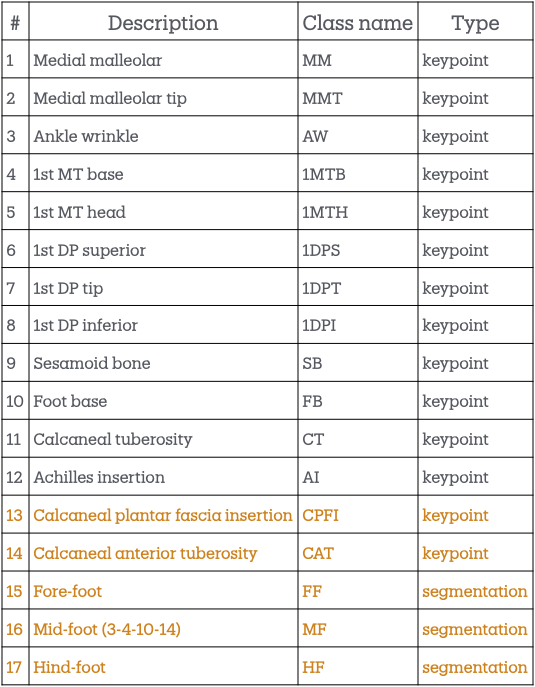 # Description Class name Type
1 Medial malleolar MM keypoint
2 Medial malleolar tip MMT keypoint
3 Ankle wrinkle AW keypoint
4 1st MT base 1MTB keypoint
5 1st MT head 1MTH keypoint
6 1st DP superior 1DPS keypoint
7 1st DP tip 1DPT keypoint
8 1st DP inferior 1DPI keypoint
9 Sesamoid bone SB keypoint
10 Foot base FB keypoint
11 Calcaneal tuberosity CT keypoint
12 Achilles insertion AI keypoint
13 Calcaneal plantar fascia insertion CPFI keypoint
14 Calcaneal anterior tuberosity CAT keypoint
15 Fore-foot FF segmentation
16 Mid-foot (3-4-10-14) MF segmentation
17 Hind-foot HF segmentation